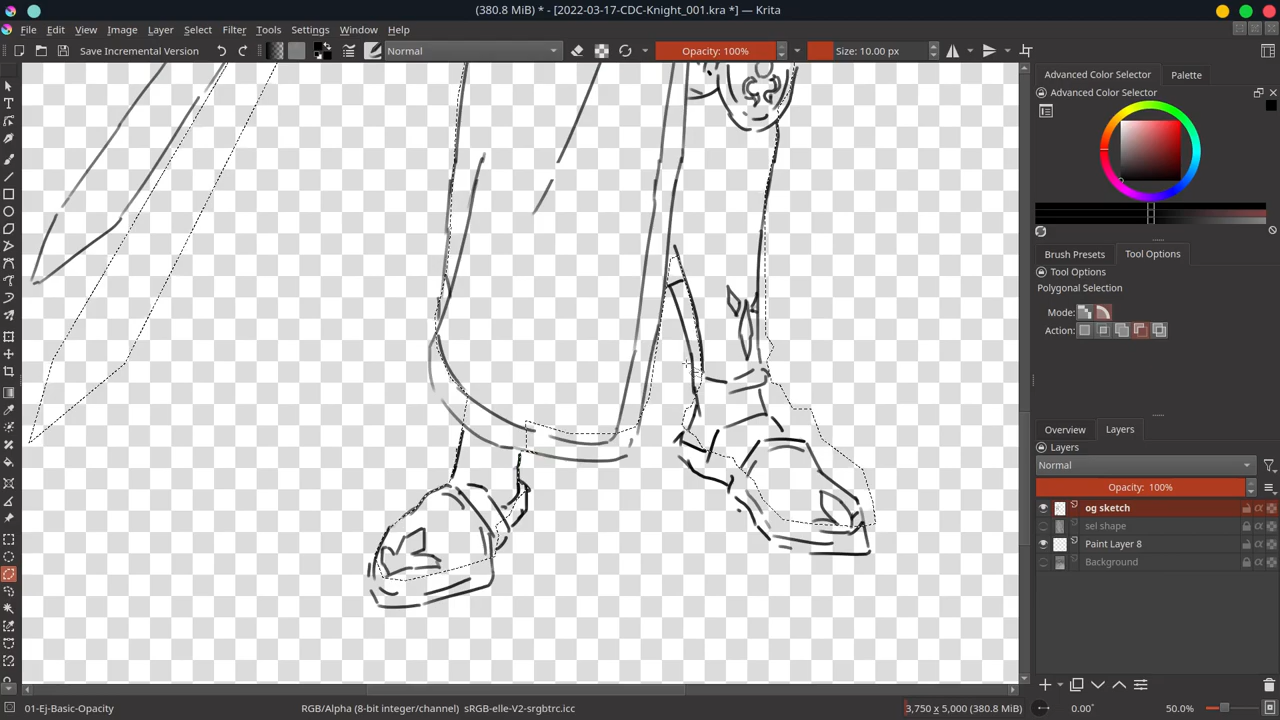 (380.8 MiB) * - [2022-03-17-CDC-Knight_001.kra *] — Krita
File Edit View Image Layer Select Filter Tools Settings Window Help
Save Incremental Version Normal Opacity: 100% Size: 10.00 px
Advanced Color Selector Palette
Advanced Color Selector
Brush Presets Tool Options
Tool Options
Polygonal Selection
Mode:
Action:
Overview Layers
Layers
Normal
Opacity: 100%
og sketch
sel shape
Paint Layer 8
Background
01-Ej-Basic-Opacity RGB/Alpha (8-bit integer/channel) sRGB-elle-V2-srgbtrc.icc 3,750 x 5,000 (380.8 MiB) 0.00° 50.0%